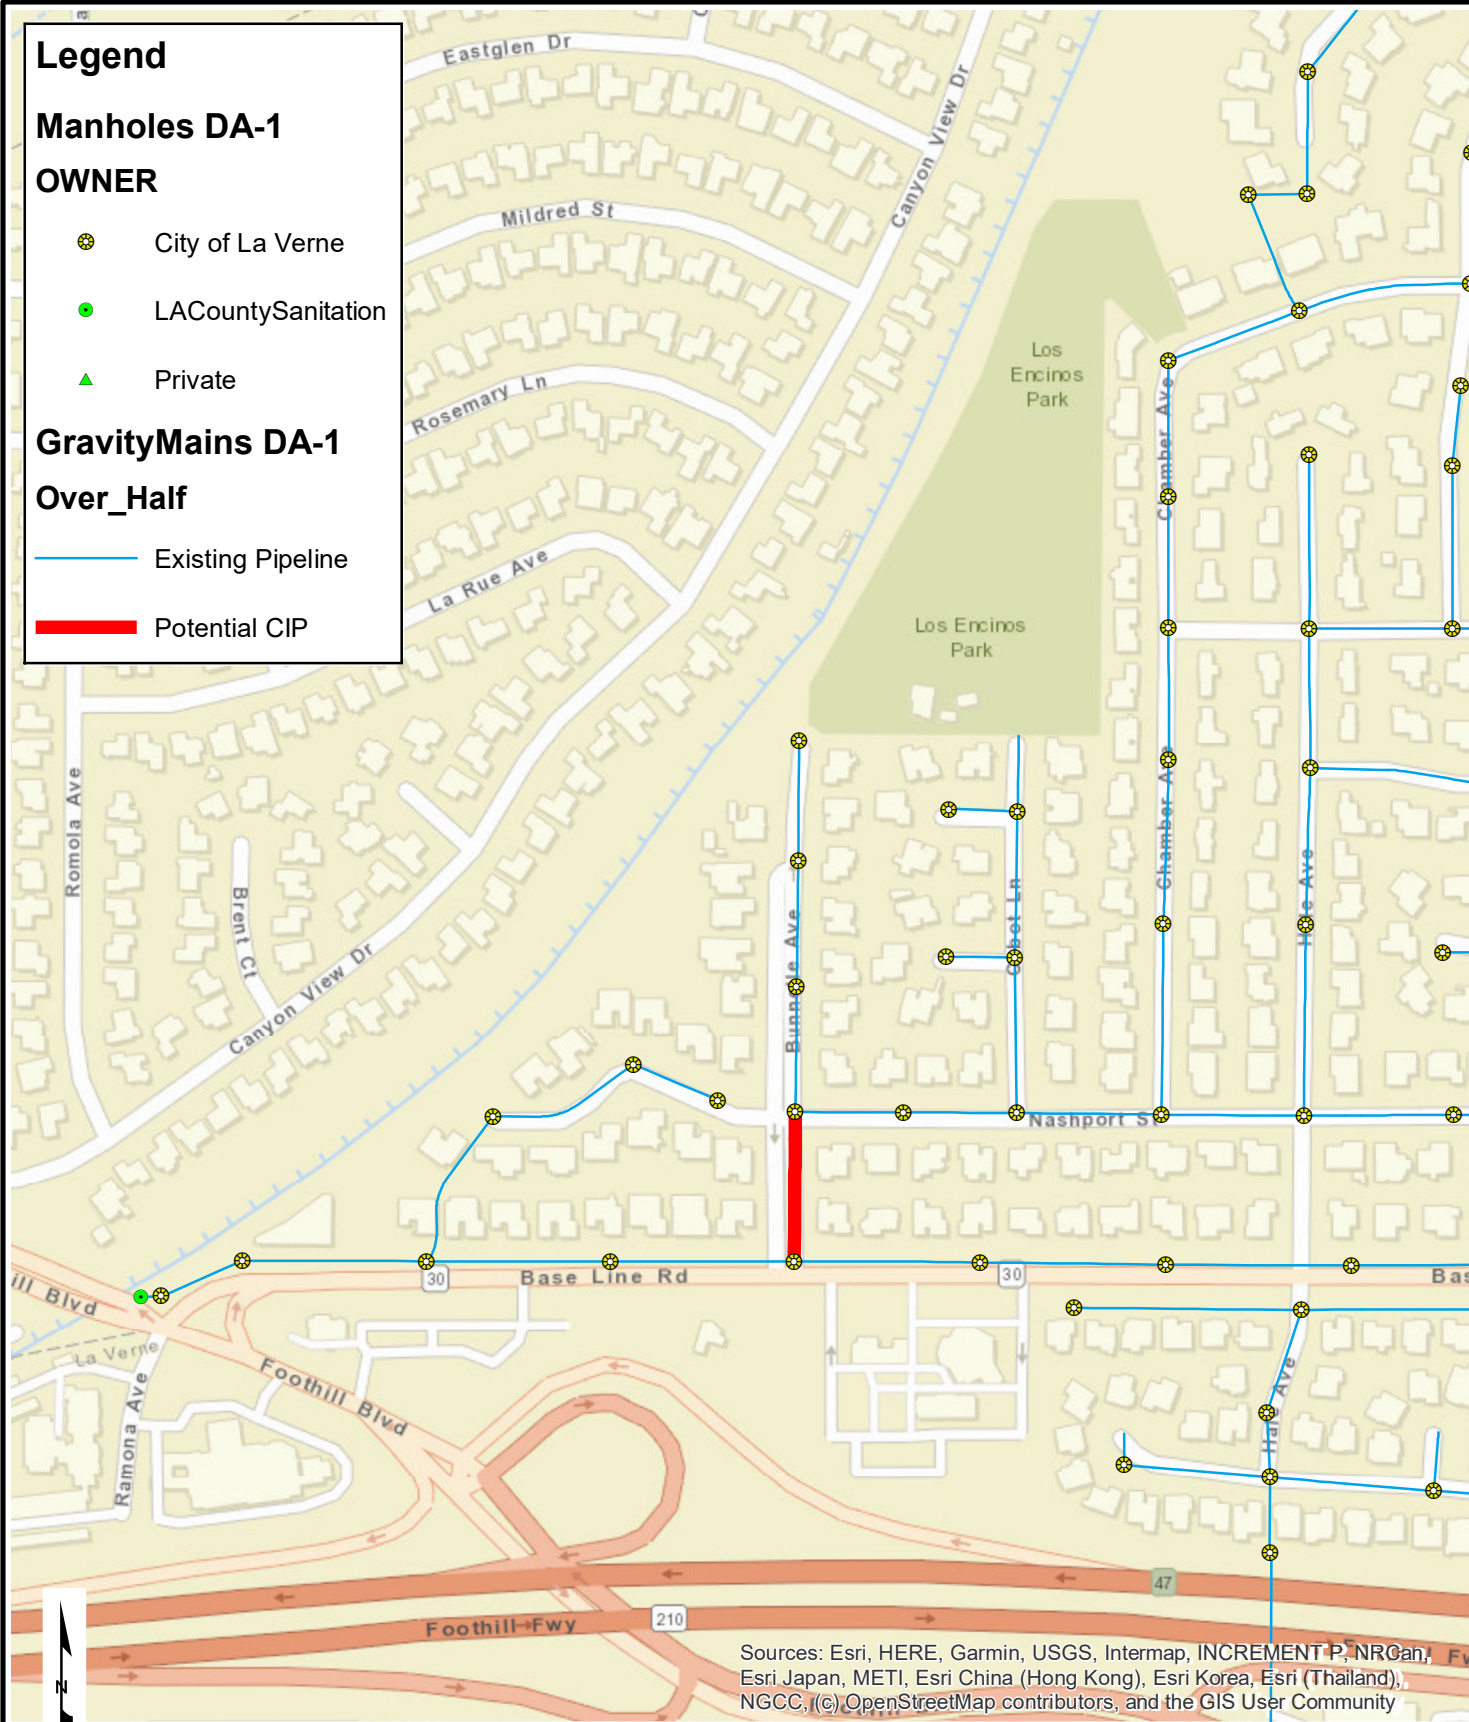 Legend
Manholes DA-1
OWNER
City of La Verne
LACountySanitation
Private
GravityMains DA-1
Over_Half
Existing Pipeline
Potential CIP
Eastglen Dr
Canyon View Dr
Mildred St
Rosemary Ln
La Rue Ave
Los
Encinos
Park
Chamber Ave
Los Encinos
Park
Romola Ave
Brent Ct
Canyon View Dr
Chamber Ave
Nashport St
30
Base Line Rd
30
Bas
ill Blvd
La Verne
Foothill Blvd
Ramona Ave
Hale Ave
47
Foothill Fwy
210
N
Sources: Esri, HERE, Garmin, USGS, Intermap, INCREMENT P, NRCan,
Esri Japan, METI, Esri China (Hong Kong), Esri Korea, Esri (Thailand),
NGCC, (c) OpenStreetMap contributors, and the GIS User Community